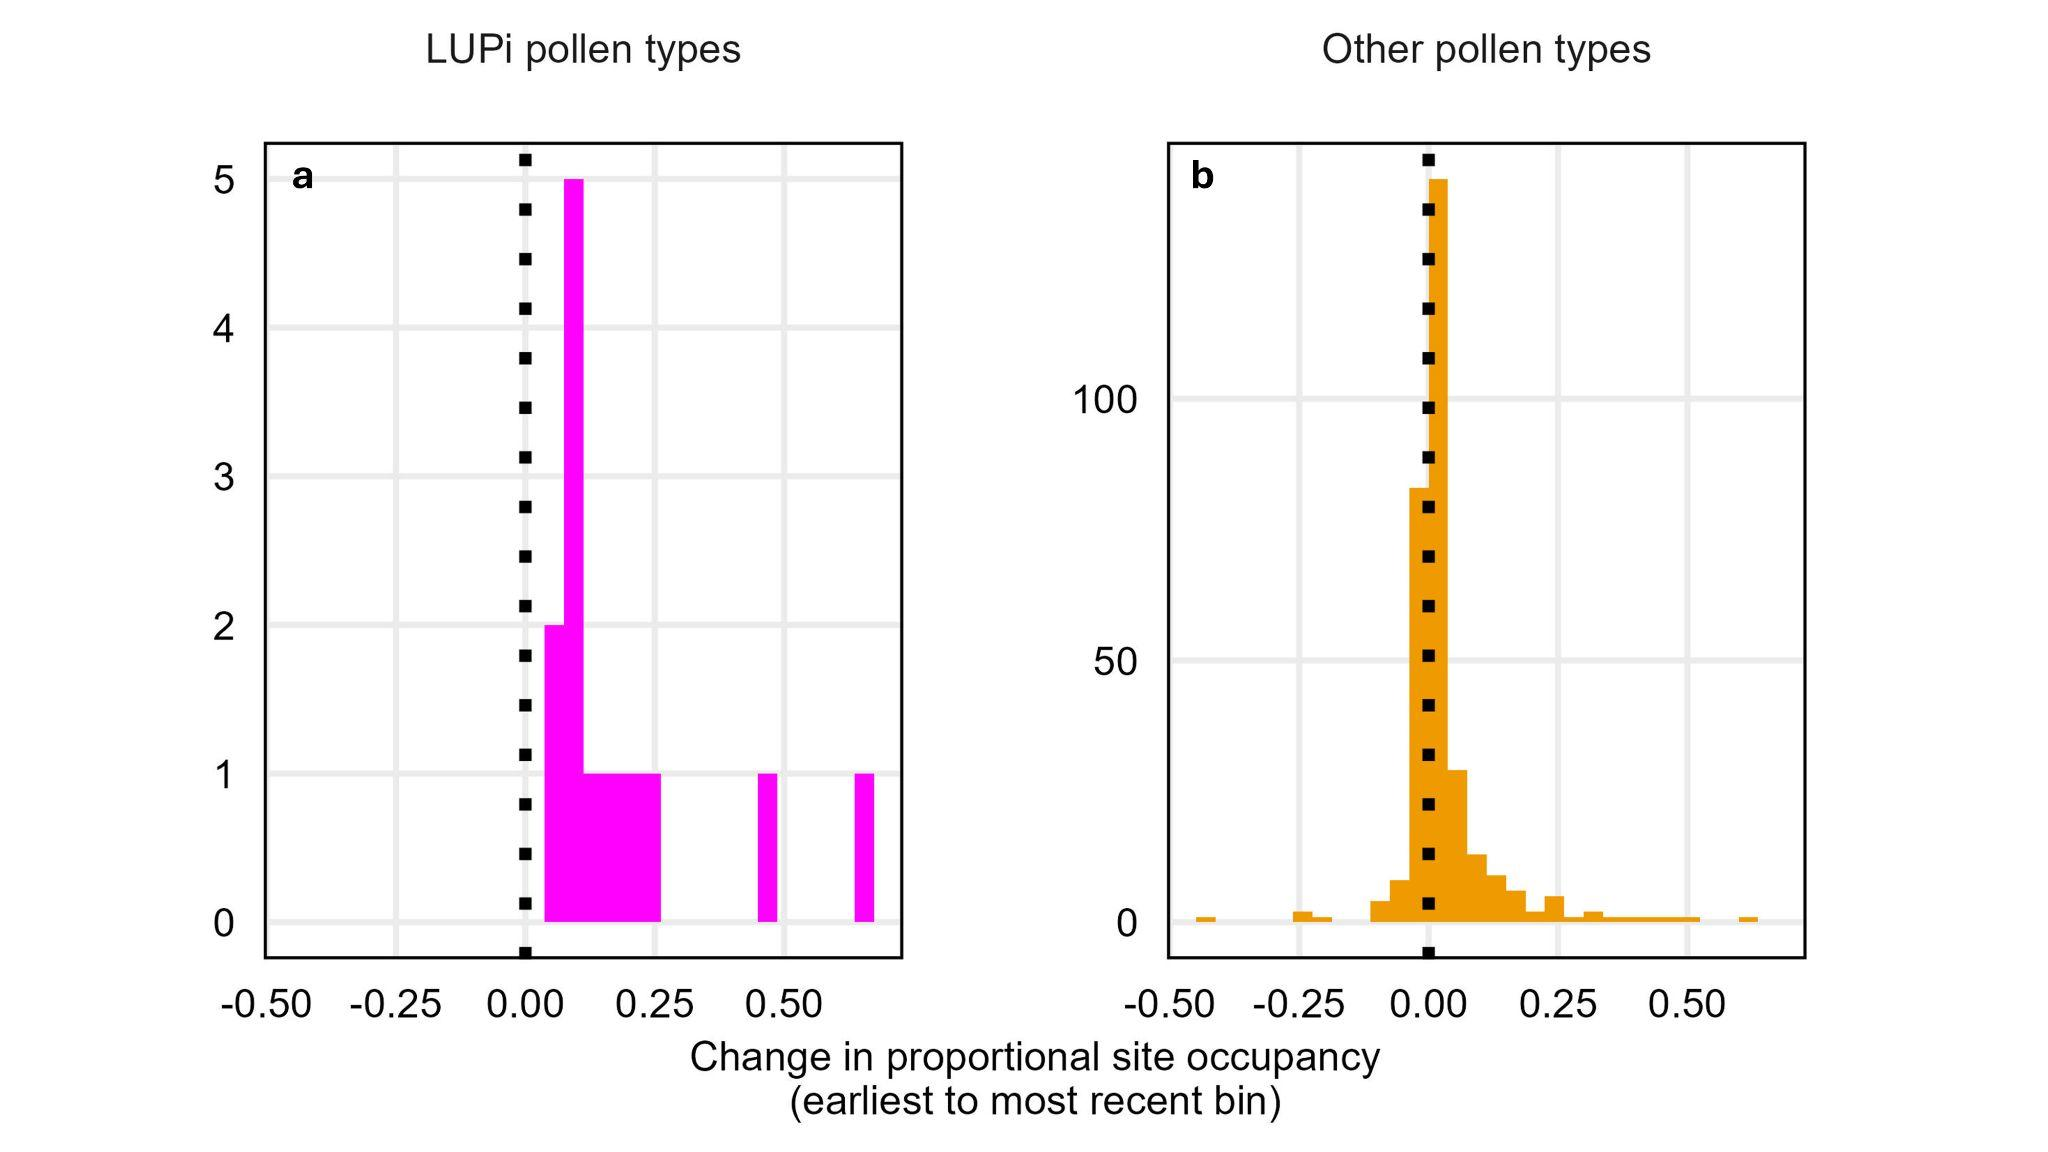 LUPi pollen types
Other pollen types
a
b
5
4
3
2
1
0
100
50
0
-0.50 -0.25 0.00 0.25 0.50
-0.50 -0.25 0.00 0.25 0.50
Change in proportional site occupancy
(earliest to most recent bin)